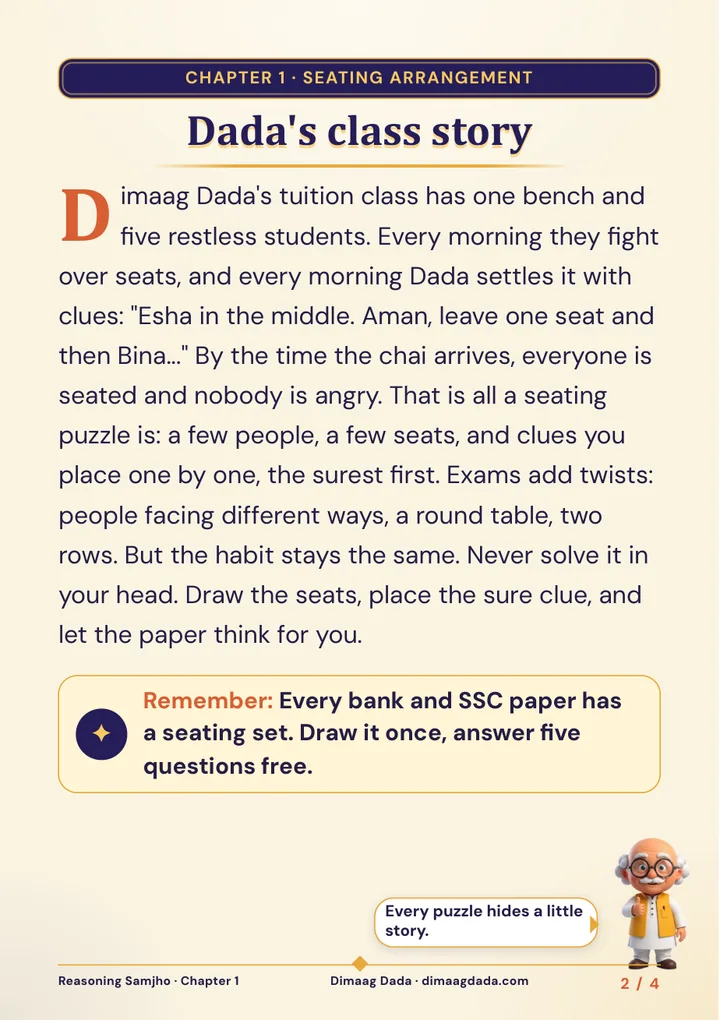 CHAPTER 1 · SEATING ARRANGEMENT
Dada's class story
Dimaag Dada's tuition class has one bench and
five restless students. Every morning they fight
over seats, and every morning Dada settles it with
clues: "Esha in the middle. Aman, leave one seat and
then Bina..." By the time the chai arrives, everyone is
seated and nobody is angry. That is all a seating
puzzle is: a few people, a few seats, and clues you
place one by one, the surest first. Exams add twists:
people facing different ways, a round table, two
rows. But the habit stays the same. Never solve it in
your head. Draw the seats, place the sure clue, and
let the paper think for you.
Remember: Every bank and SSC paper has
a seating set. Draw it once, answer five
questions free.
Every puzzle hides a little
story.
Reasoning Samjho · Chapter 1
Dimaag Dada · dimaagdada.com
2 / 4